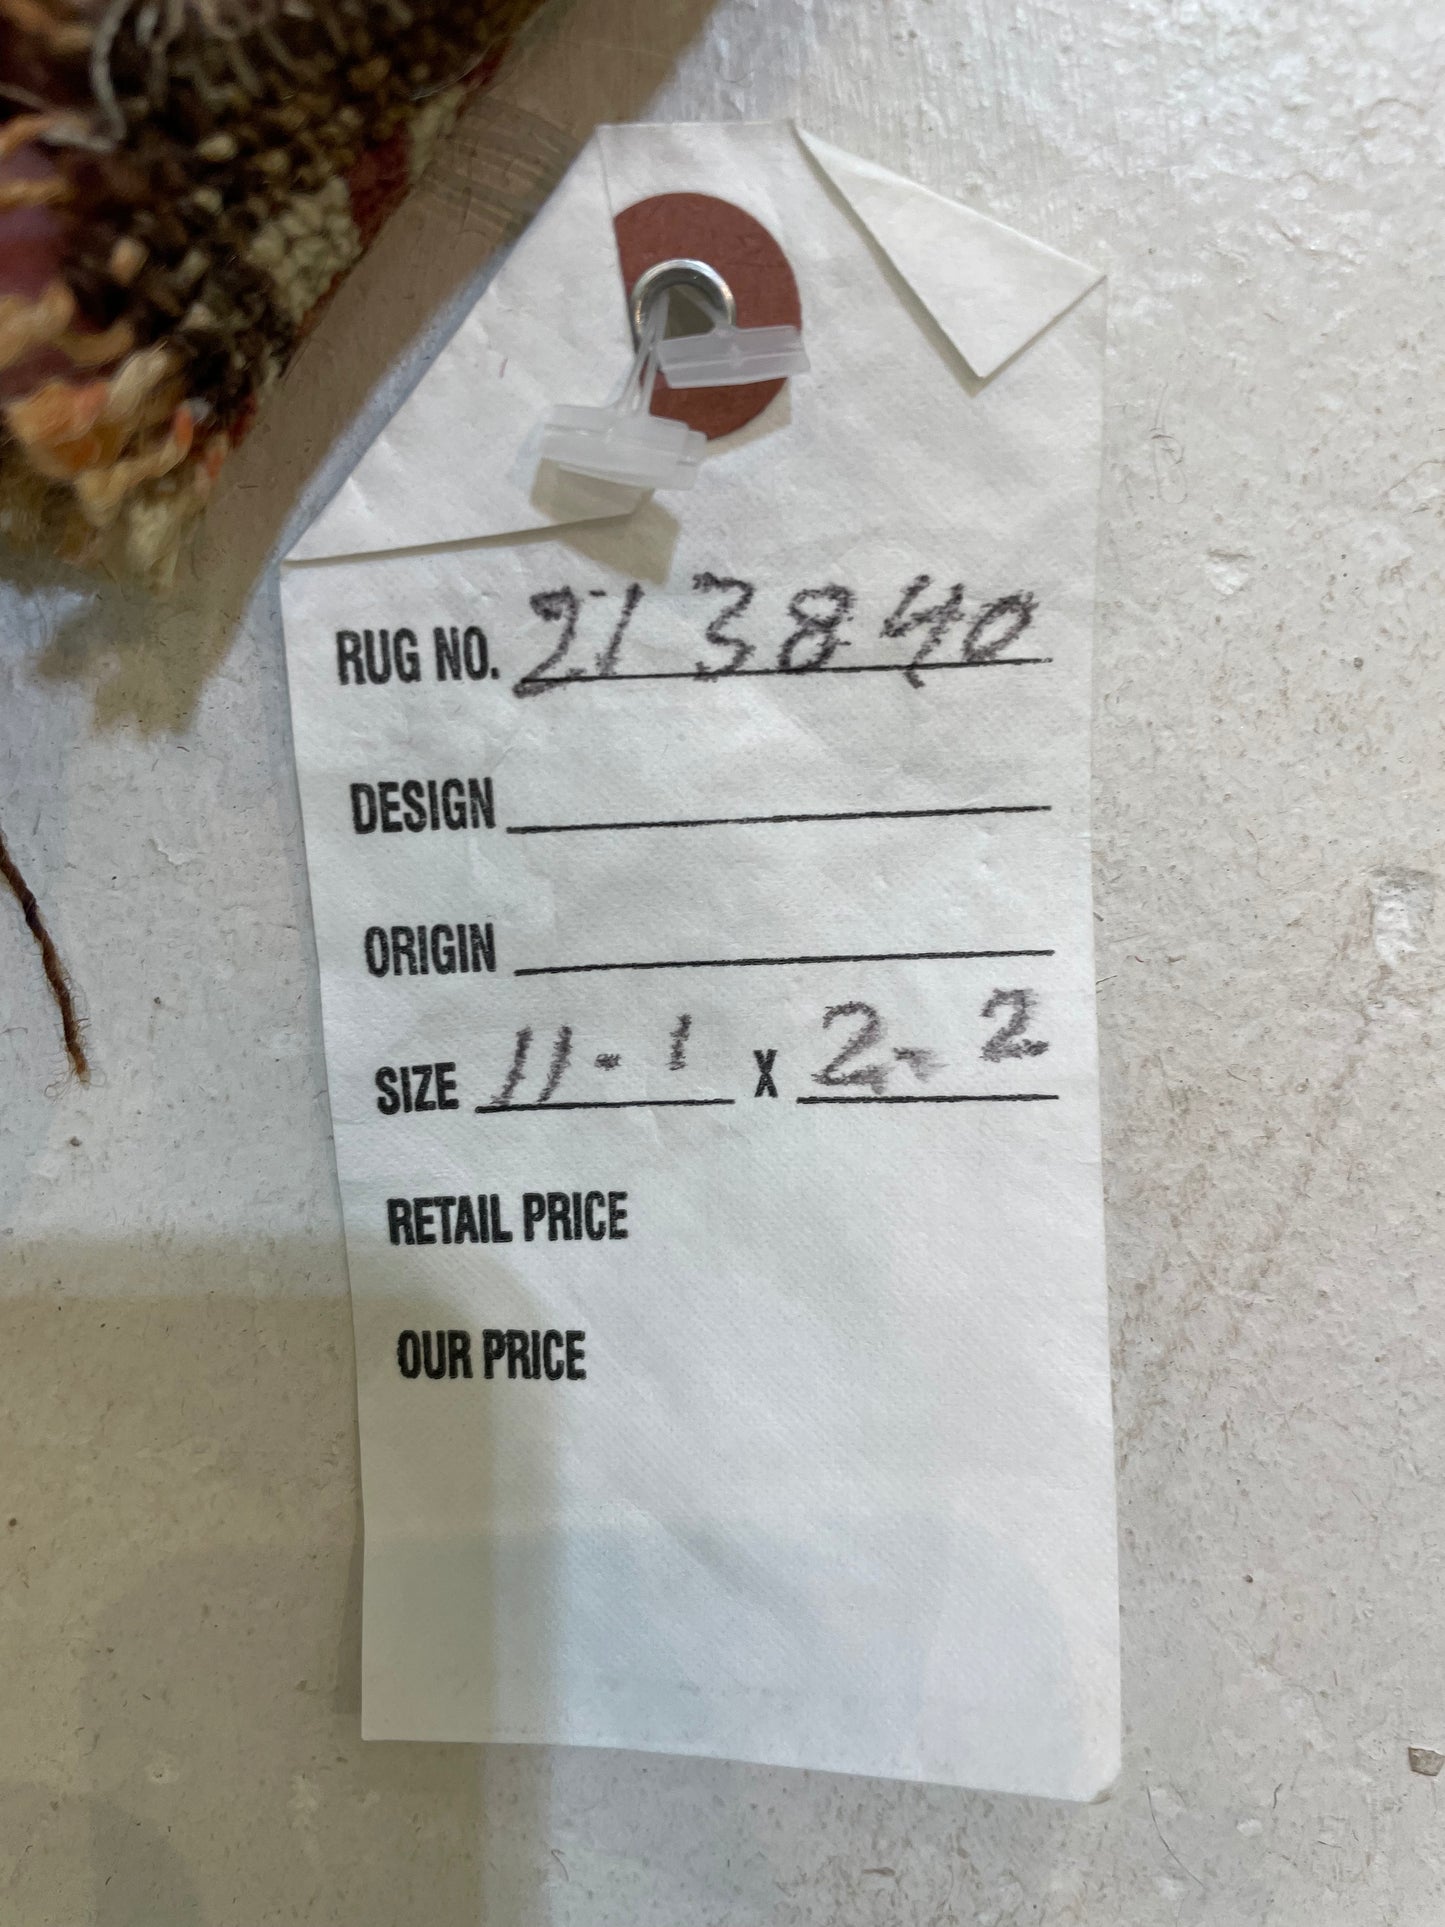 RUG NO. 213840
DESIGN
ORIGIN
SIZE 11-1 X 2-2
RETAIL PRICE
OUR PRICE